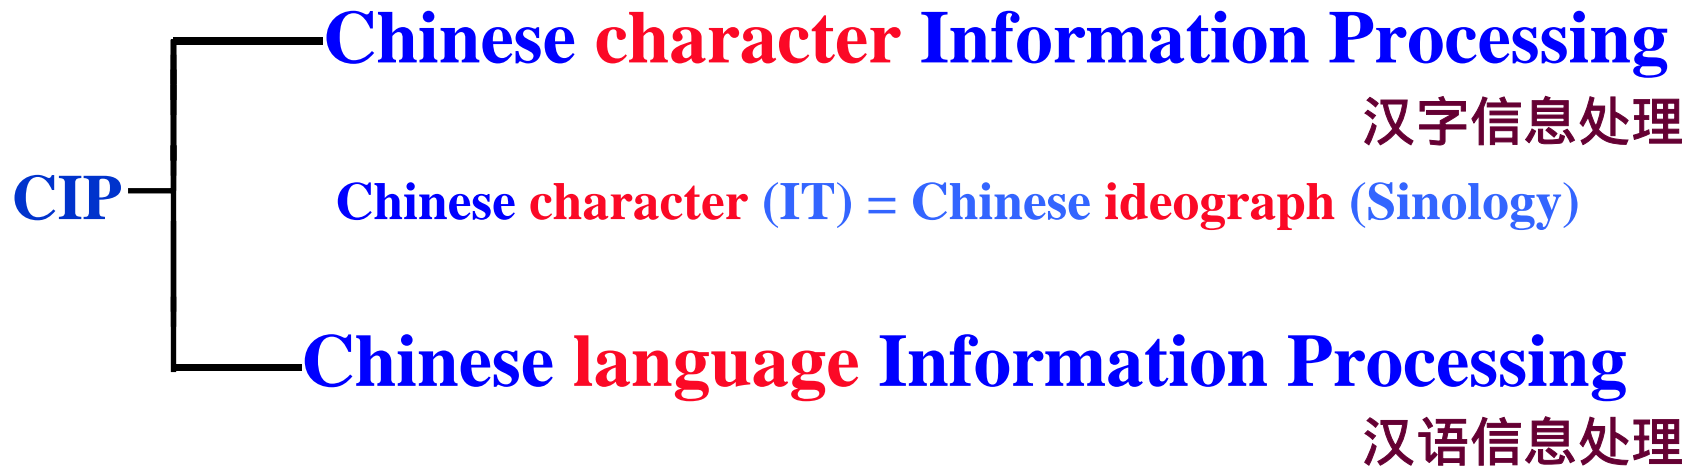 Chinese character Information Processing
汉字信息处理
CIP
Chinese character (IT) = Chinese ideograph (Sinology)
Chinese language Information Processing
汉语信息处理